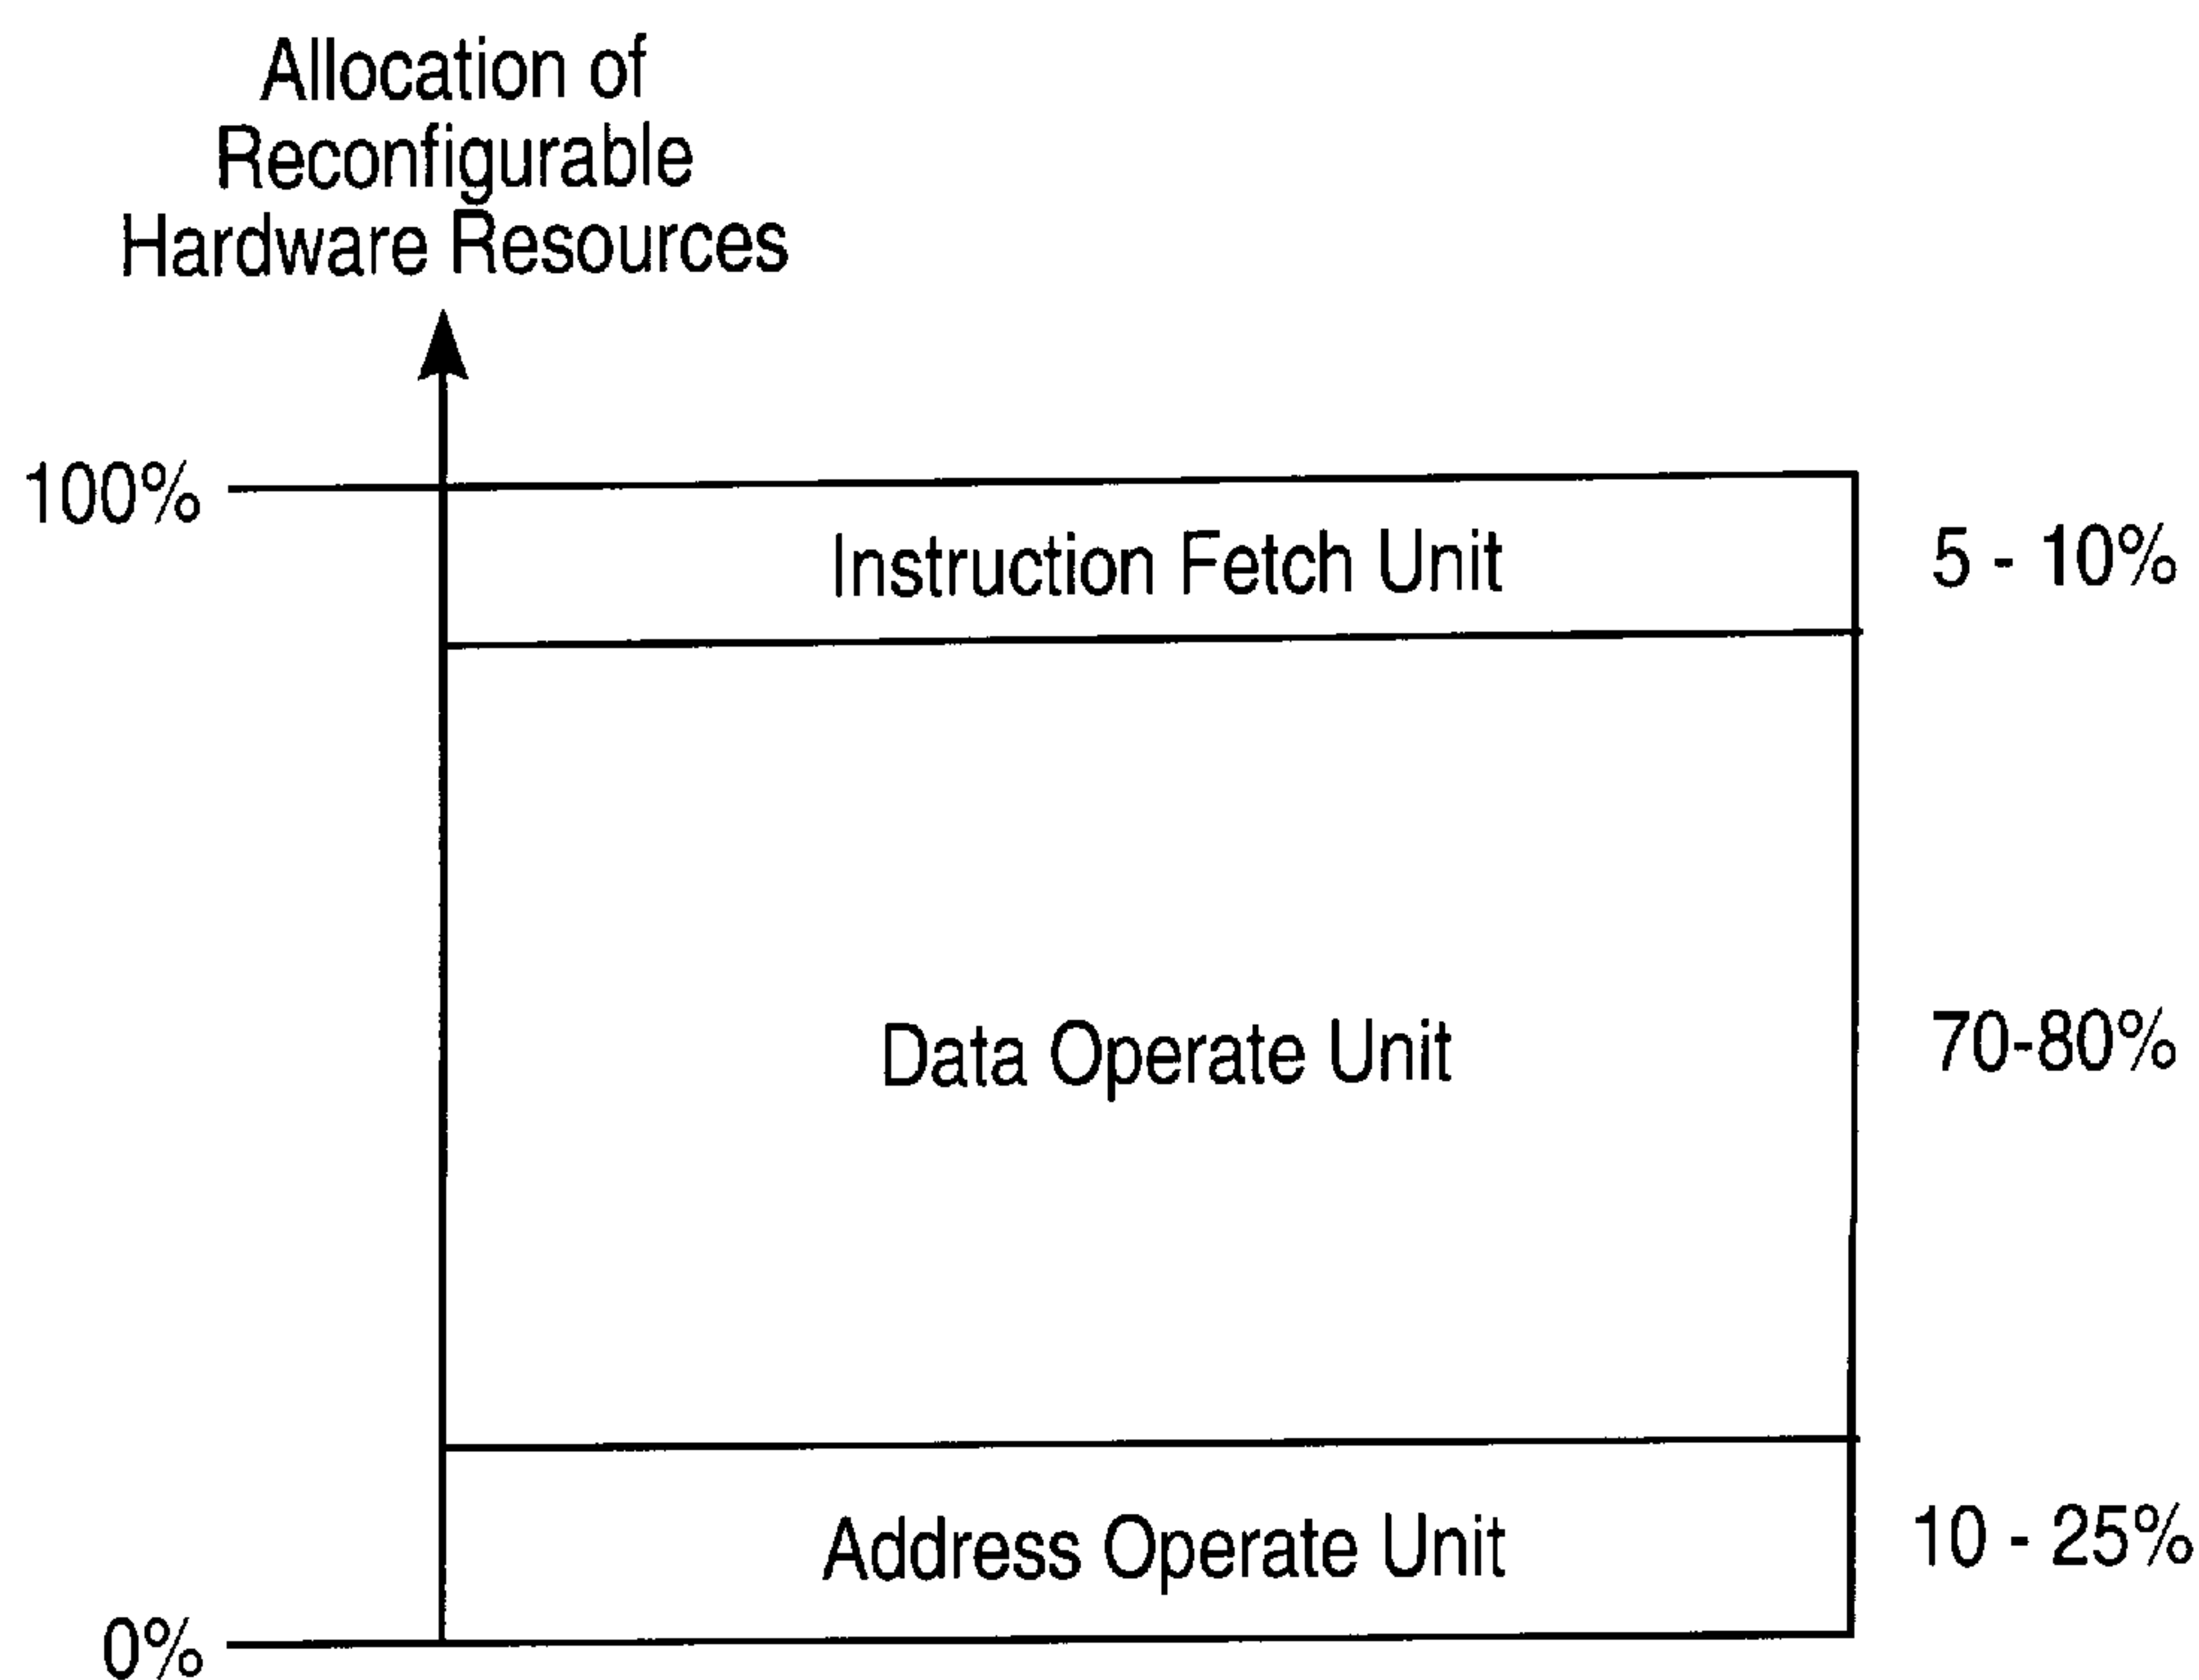 Allocation of
Reconfigurable
Hardware Resources
100%
Instruction Fetch Unit
5 - 10%
Data Operate Unit
70-80%
Address Operate Unit
10 - 25%
0%